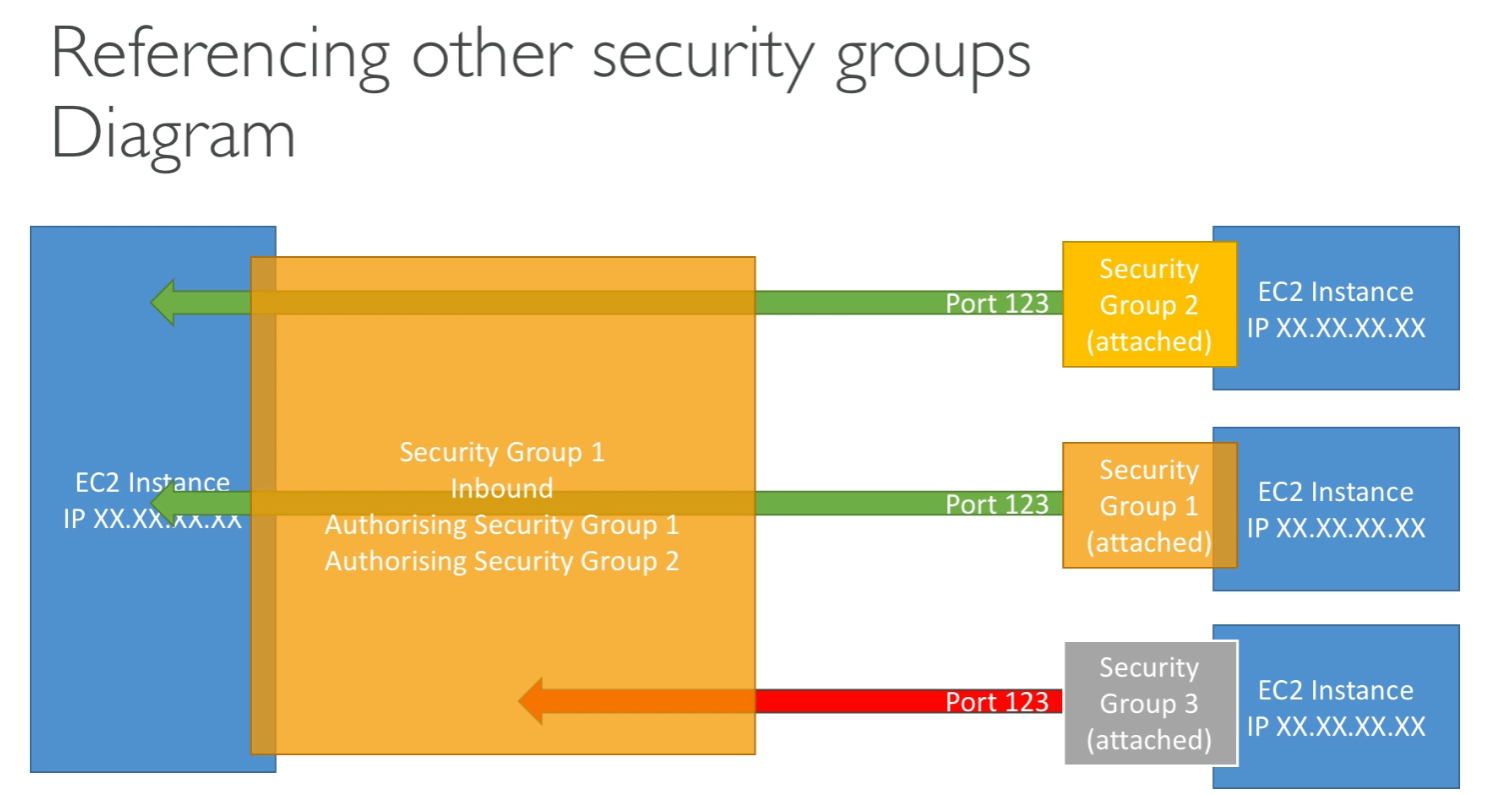 Referencing other security groups
Diagram
EC2 Instance
IP XX.XX.XX.XX
Security Group 1
Inbound
Authorising Security Group 1
Authorising Security Group 2
Port 123
Security
Group 2
(attached)
EC2 Instance
IP XX.XX.XX.XX
Port 123
Security
Group 1
(attached)
EC2 Instance
IP XX.XX.XX.XX
Port 123
Security
Group 3
(attached)
EC2 Instance
IP XX.XX.XX.XX